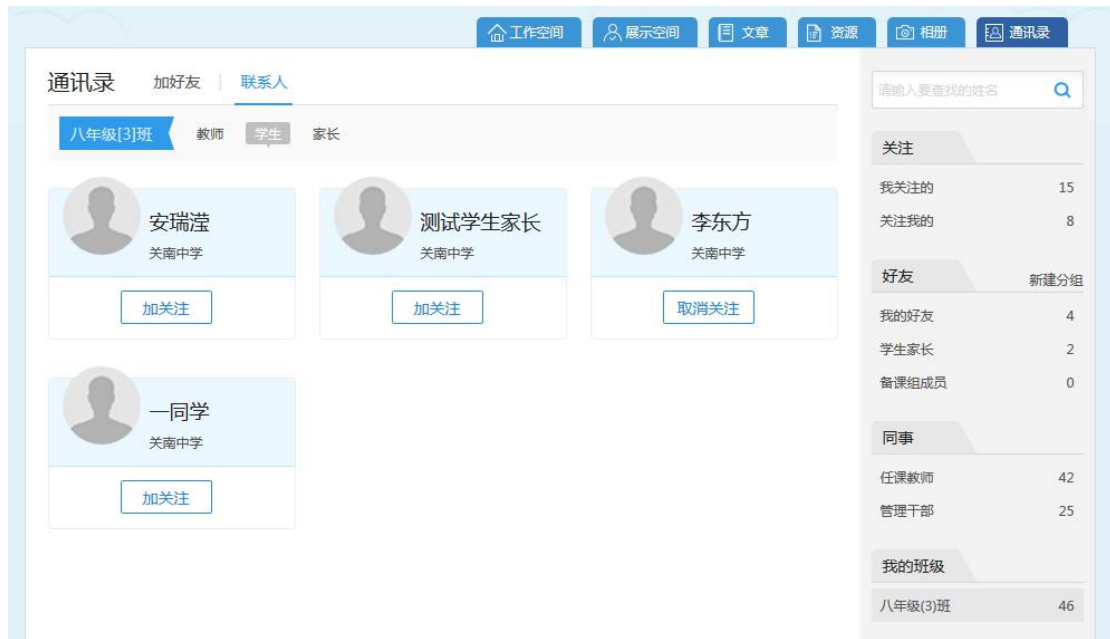 工作空间 展示空间 文章 资源 相册 通讯录
通讯录 加好友 联系人
八年级[3]班 教师 学生 家长
安瑞滢
关南中学
加关注
测试学生家长
关南中学
加关注
李东方
关南中学
取消关注
一同学
关南中学
加关注
请输入要查找的姓名
关注
我关注的 15
关注我的 8
好友 新建分组
我的好友 4
学生家长 2
备课组成员 0
同事
任课教师 42
管理干部 25
我的班级
八年级(3)班 46